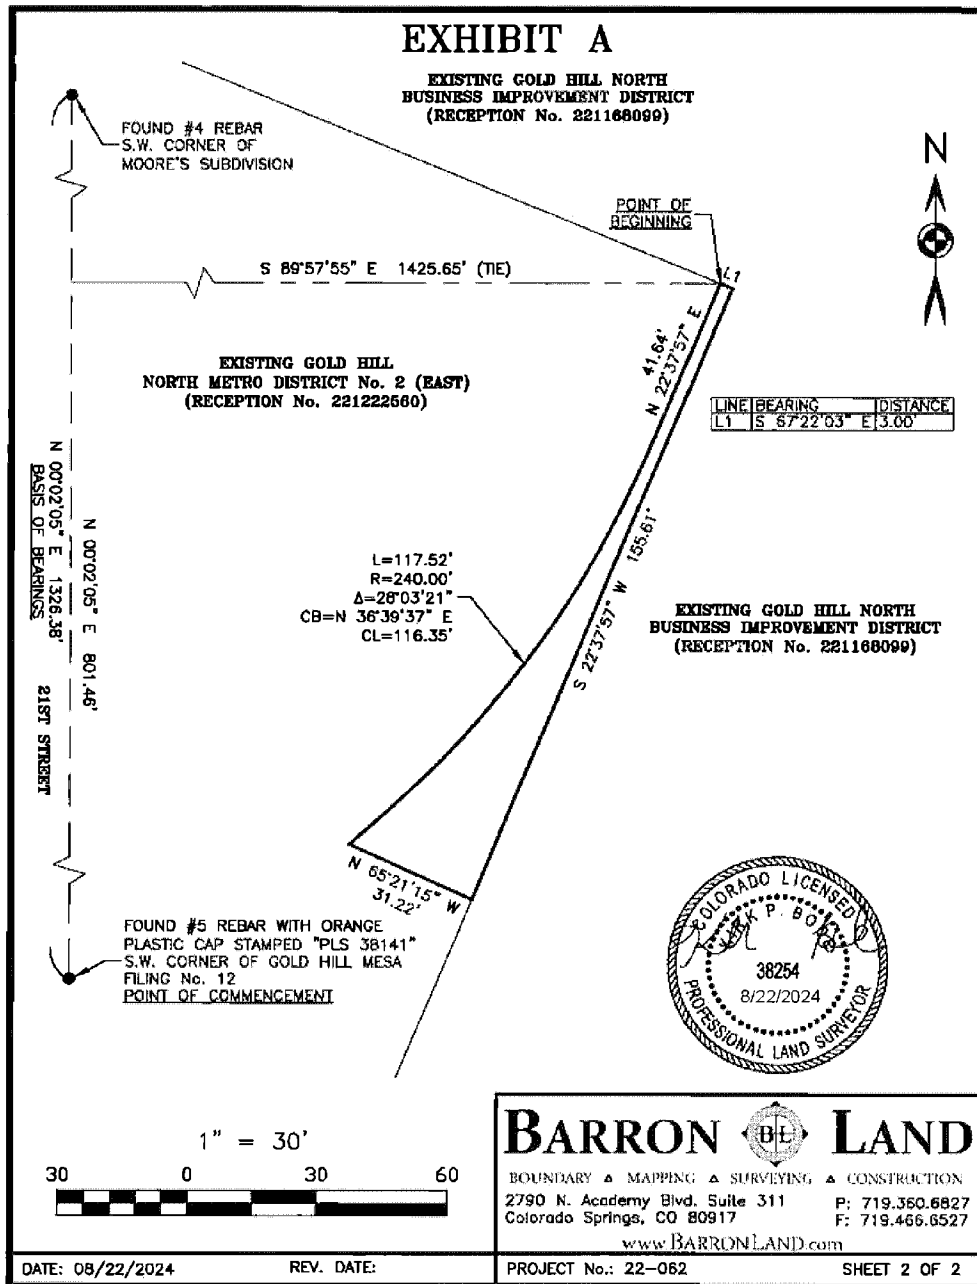 EXHIBIT A
EXISTING GOLD HILL NORTH
BUSINESS IMPROVEMENT DISTRICT
(RECEPTION No. 221168099)
FOUND #4 REBAR
S.W. CORNER OF
MOORE'S SUBDIVISION
N
POINT OF
BEGINNING
L1
S 89°57'55" E 1425.65' (TIE)
41.64'
N 22°37'57" E
EXISTING GOLD HILL
NORTH METRO DISTRICT No. 2 (EAST)
(RECEPTION No. 221222560)
LINE BEARING DISTANCE
L1 S 67°22'03" E 3.00'
N 00°02'05" E 1326.38'
BASIS OF BEARINGS
N 00°02'05" E 801.46'
21ST STREET
L=117.52'
R=240.00'
Δ=28°03'21"
CB=N 36°39'37" E
CL=116.35'
S 22°37'57" W 155.61'
EXISTING GOLD HILL NORTH
BUSINESS IMPROVEMENT DISTRICT
(RECEPTION No. 221168099)
N 65°21'15" W
31.22'
FOUND #5 REBAR WITH ORANGE
PLASTIC CAP STAMPED "PLS 38141"
S.W. CORNER OF GOLD HILL MESA
FILING No. 12
POINT OF COMMENCEMENT
COLORADO LICENSED
P.
38254
8/22/2024
PROFESSIONAL LAND SURVEYOR
1" = 30'
30 0 30 60
BARRON BL LAND
BOUNDARY ▲ MAPPING ▲ SURVEYING ▲ CONSTRUCTION
2790 N. Academy Blvd. Suite 311 P: 719.360.6827
Colorado Springs, CO 80917 F: 719.466.6527
www.BARRONLAND.com
DATE: 08/22/2024 REV. DATE: PROJECT No.: 22-062 SHEET 2 OF 2